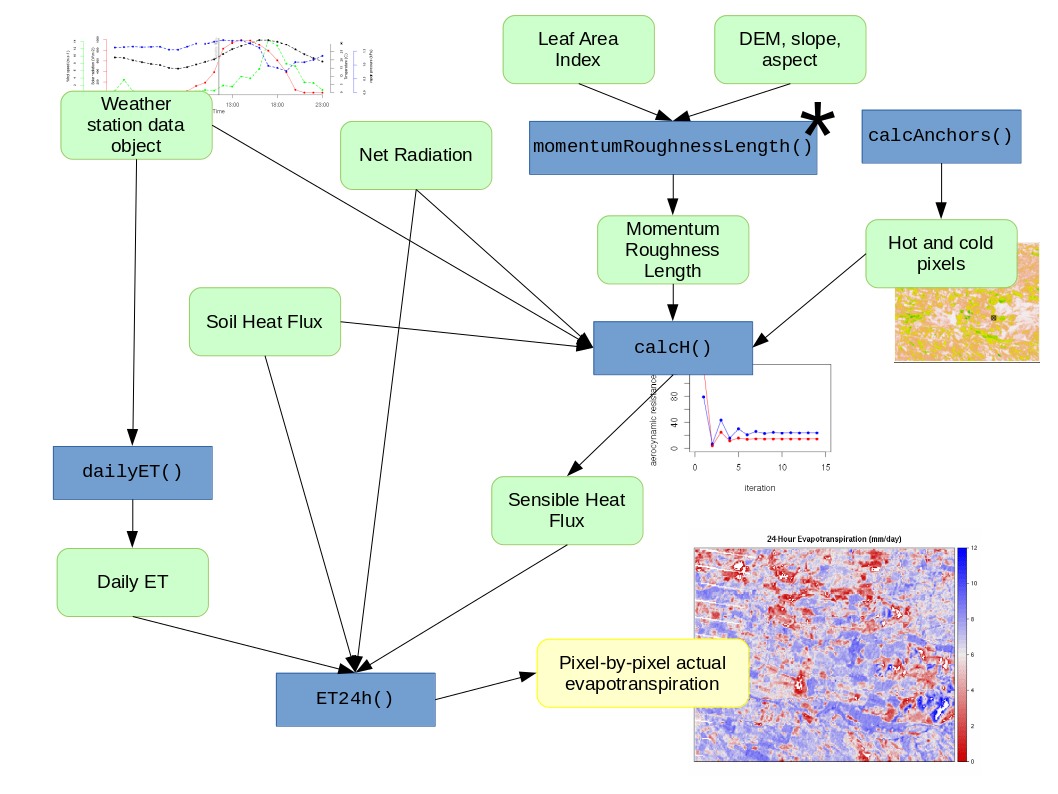 Leaf Area
Index
DEM, slope,
aspect
Weather
station data
object
13:00
18:00
23:00
Time
Net Radiation
momentumRoughnessLength()
*
calcAnchors()
Momentum
Roughness
Length
Hot and cold
pixels
Soil Heat Flux
calcH()
aerodynamic resistance
0
40
80
0
5
10
15
iteration
dailyET()
Sensible Heat
Flux
Daily ET
24-Hour Evapotranspiration (mm/day)
12
10
8
6
4
2
0
Pixel-by-pixel actual
evapotranspiration
ET24h()